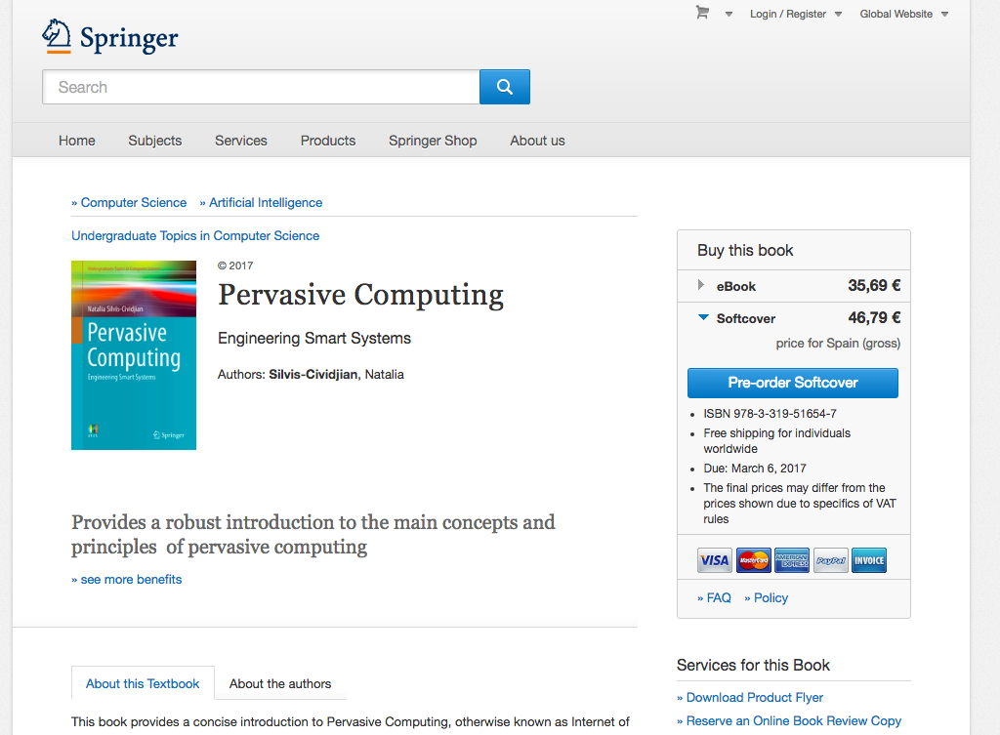 Login / Register
Global Website
Springer
Search
Home
Subjects
Services
Products
Springer Shop
About us
» Computer Science » Artificial Intelligence
Undergraduate Topics in Computer Science
Undergraduate Topics in Computer Science
Natalia Silvis-Cividjian
Pervasive
Computing
Engineering Smart Systems
Springer
© 2017
Pervasive Computing
Engineering Smart Systems
Authors: Silvis-Cividjian, Natalia
Provides a robust introduction to the main concepts and
principles of pervasive computing
» see more benefits
About this Textbook
About the authors
This book provides a concise introduction to Pervasive Computing, otherwise known as Internet of
Buy this book
eBook 35,69 €
Softcover 46,79 €
price for Spain (gross)
Pre-order Softcover
ISBN 978-3-319-51654-7
Free shipping for individuals
worldwide
Due: March 6, 2017
The final prices may differ from the
prices shown due to specifics of VAT
rules
VISA
MasterCard
AMERICAN
EXPRESS
PayPal
INVOICE
» FAQ » Policy
Services for this Book
» Download Product Flyer
» Reserve an Online Book Review Copy